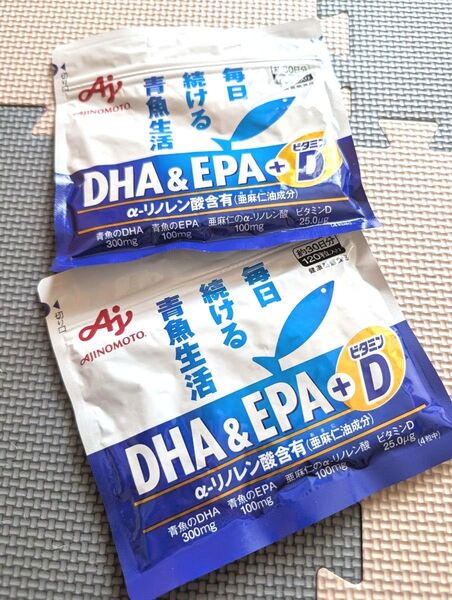 Aj
AJINOMOTO
毎日
続ける
青魚生活
約30日分
DHA & EPA + ビタミン D
α-リノレン酸含有(亜麻仁油成分)
青魚のDHA 青魚のEPA 亜麻仁のα-リノレン酸 ビタミンD
300mg 100mg 100mg 25.0μg
Aj
AJINOMOTO
毎日
続ける
青魚生活
約30日分
120粒入り
DHA & EPA + ビタミン D
α-リノレン酸含有(亜麻仁油成分)
青魚のDHA 青魚のEPA 亜麻仁のα-リノレン酸 ビタミンD
300mg 100mg 100mg 25.0μg (4粒中)